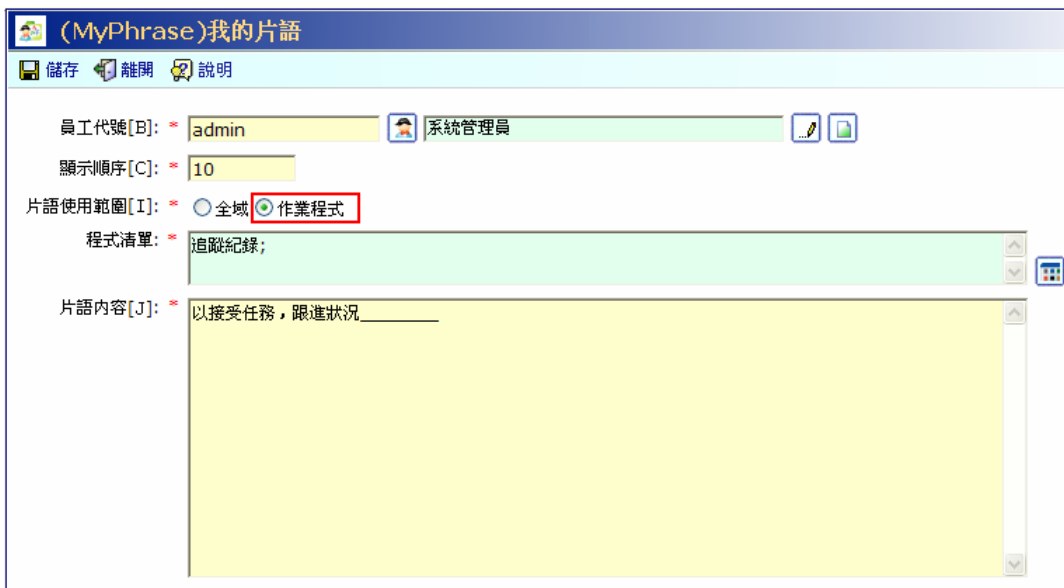 (MyPhrase)我的片語
儲存 離開 說明
員工代號[B]: * admin 系統管理員
顯示順序[C]: * 10
片語使用範圍[I]: * 全域 作業程式
程式清單: * 追蹤紀錄;
片語內容[J]: * 以接受任務，跟進狀況________